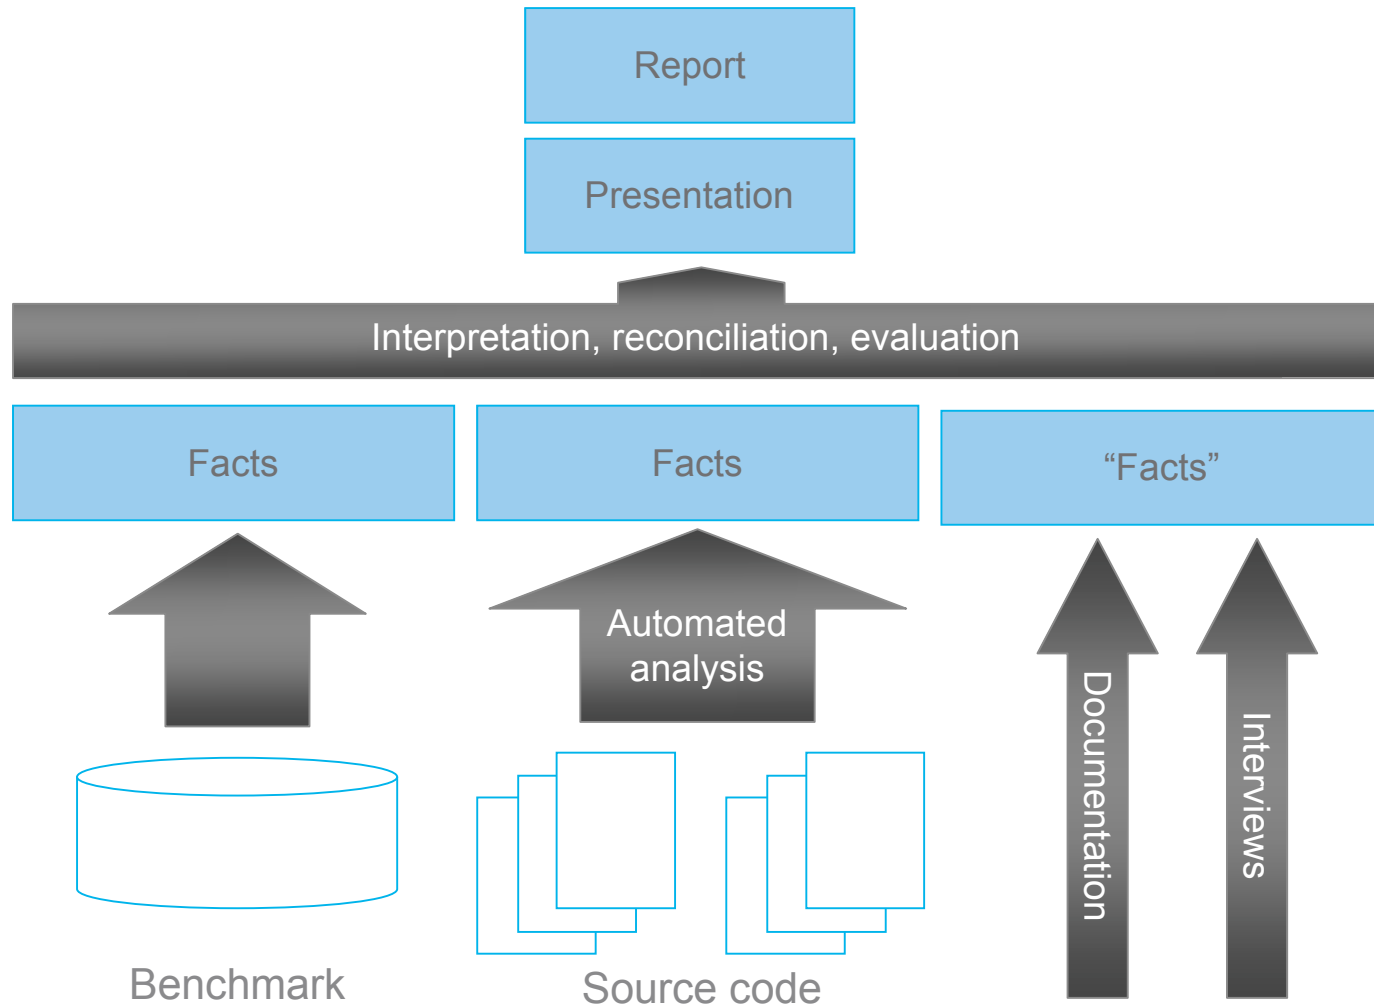 Report
Presentation
Interpretation, reconciliation, evaluation
Facts
Facts
“Facts”
Automated
analysis
Documentation
Interviews
Benchmark
Source code